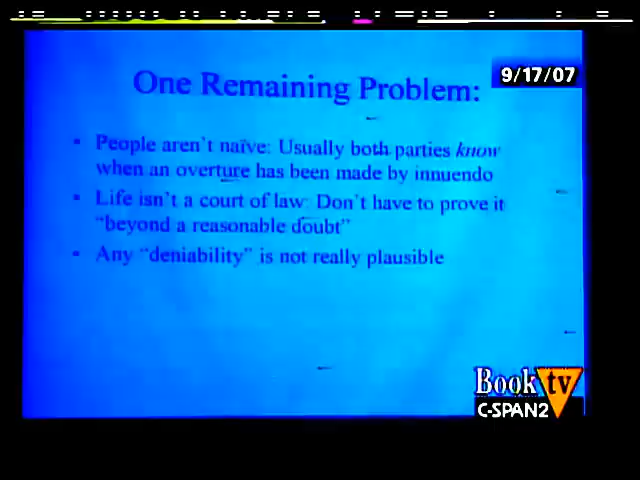 One Remaining Problem:
9/17/07
• People aren't naïve: Usually both parties know
when an overture has been made by innuendo
• Life isn't a court of law: Don't have to prove it
"beyond a reasonable doubt"
• Any "deniability" is not really plausible
Book tv
C-SPAN2